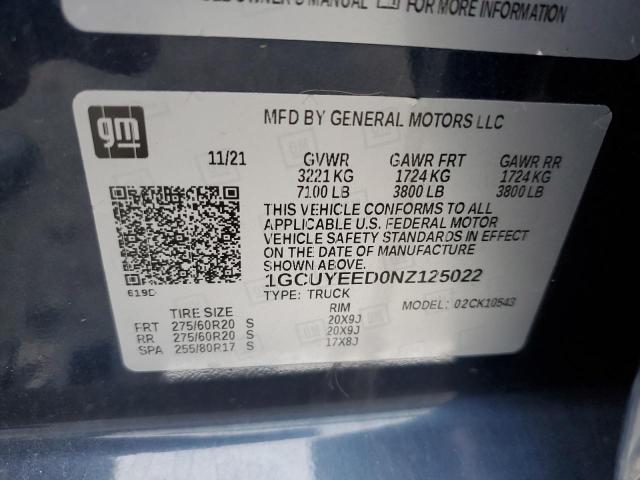 OWNER'S MANUAL FOR MORE INFORMATION
gm
MFD BY GENERAL MOTORS LLC
11/21 GVWR GAWR FRT GAWR RR
3221 KG 1724 KG 1724 KG
7100 LB 3800 LB 3800 LB
THIS VEHICLE CONFORMS TO ALL
APPLICABLE U.S. FEDERAL MOTOR
VEHICLE SAFETY STANDARDS IN EFFECT
ON THE DATE OF MANUFACTURE
SHOWN ABOVE.
619D
1GCUYEED0NZ125022
TYPE: TRUCK
MODEL: 02CK10543
TIRE SIZE RIM
FRT 275/60R20 S 20X9J
RR 275/60R20 S 20X9J
SPA 255/80R17 S 17X8J